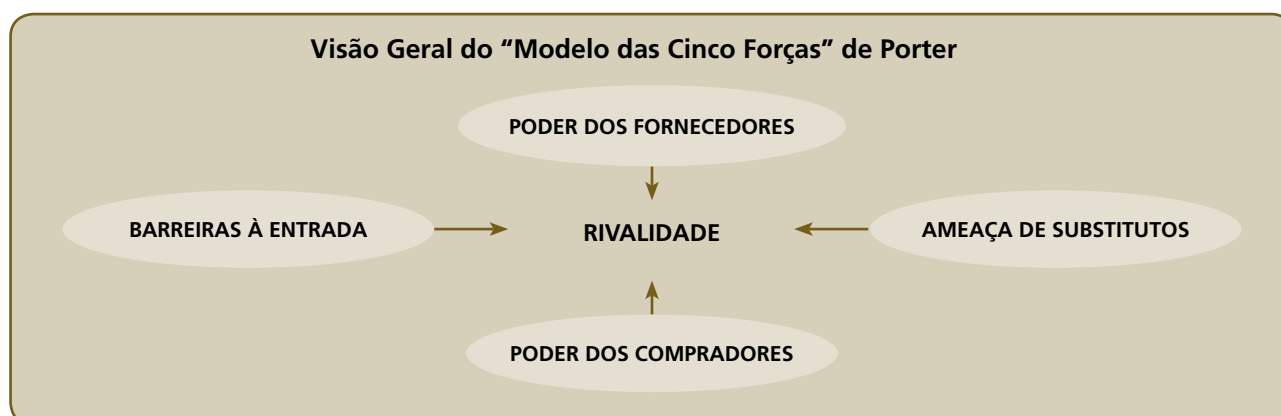 Visão Geral do “Modelo das Cinco Forças” de Porter
PODER DOS FORNECEDORES
BARREIRAS À ENTRADA
RIVALIDADE
AMEAÇA DE SUBSTITUTOS
PODER DOS COMPRADORES